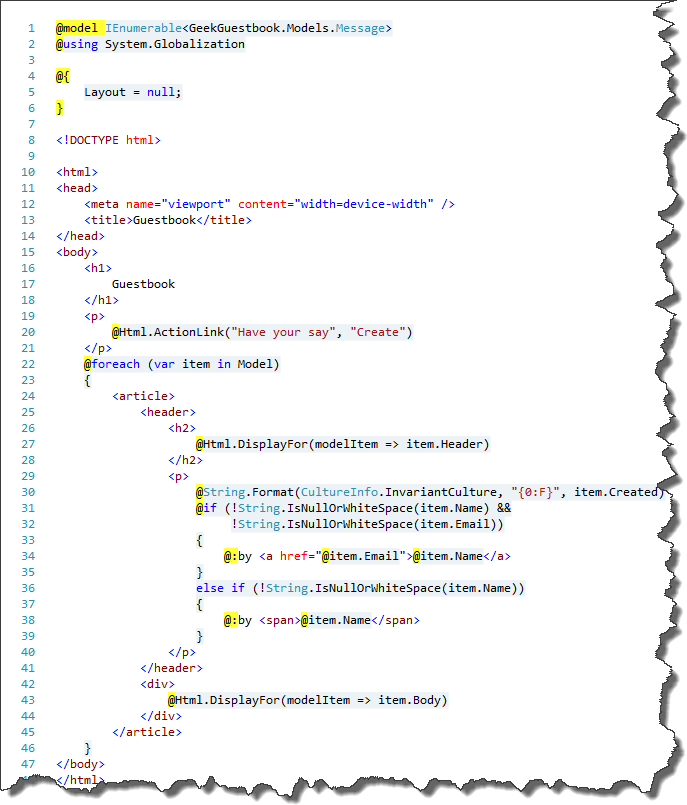 1 @model IEnumerable<GeekGuestbook.Models.Message>
2 @using System.Globalization
3
4 @{
5     Layout = null;
6 }
7
8 <!DOCTYPE html>
9
10 <html>
11 <head>
12     <meta name="viewport" content="width=device-width" />
13     <title>Guestbook</title>
14 </head>
15 <body>
16     <h1>
17         Guestbook
18     </h1>
19     <p>
20         @Html.ActionLink("Have your say", "Create")
21     </p>
22     @foreach (var item in Model)
23     {
24         <article>
25             <header>
26                 <h2>
27                     @Html.DisplayFor(modelItem => item.Header)
28                 </h2>
29                 <p>
30                     @String.Format(CultureInfo.InvariantCulture, "{0:F}", item.Created)
31                     @if (!String.IsNullOrWhiteSpace(item.Name) &&
32                          !String.IsNullOrWhiteSpace(item.Email))
33                     {
34                         @:by <a href="@item.Email">@item.Name</a>
35                     }
36                     else if (!String.IsNullOrWhiteSpace(item.Name))
37                     {
38                         @:by <span>@item.Name</span>
39                     }
40                 </p>
41             </header>
42             <div>
43                 @Html.DisplayFor(modelItem => item.Body)
44             </div>
45         </article>
46     }
47 </body>
</html>